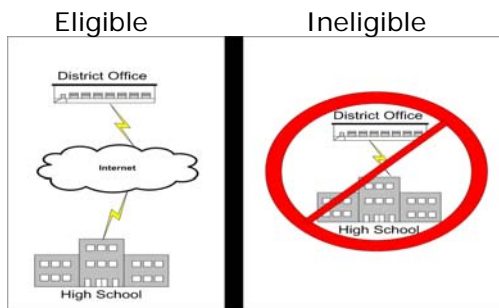 Eligible
Ineligible
District Office
Internet
High School
District Office
High School